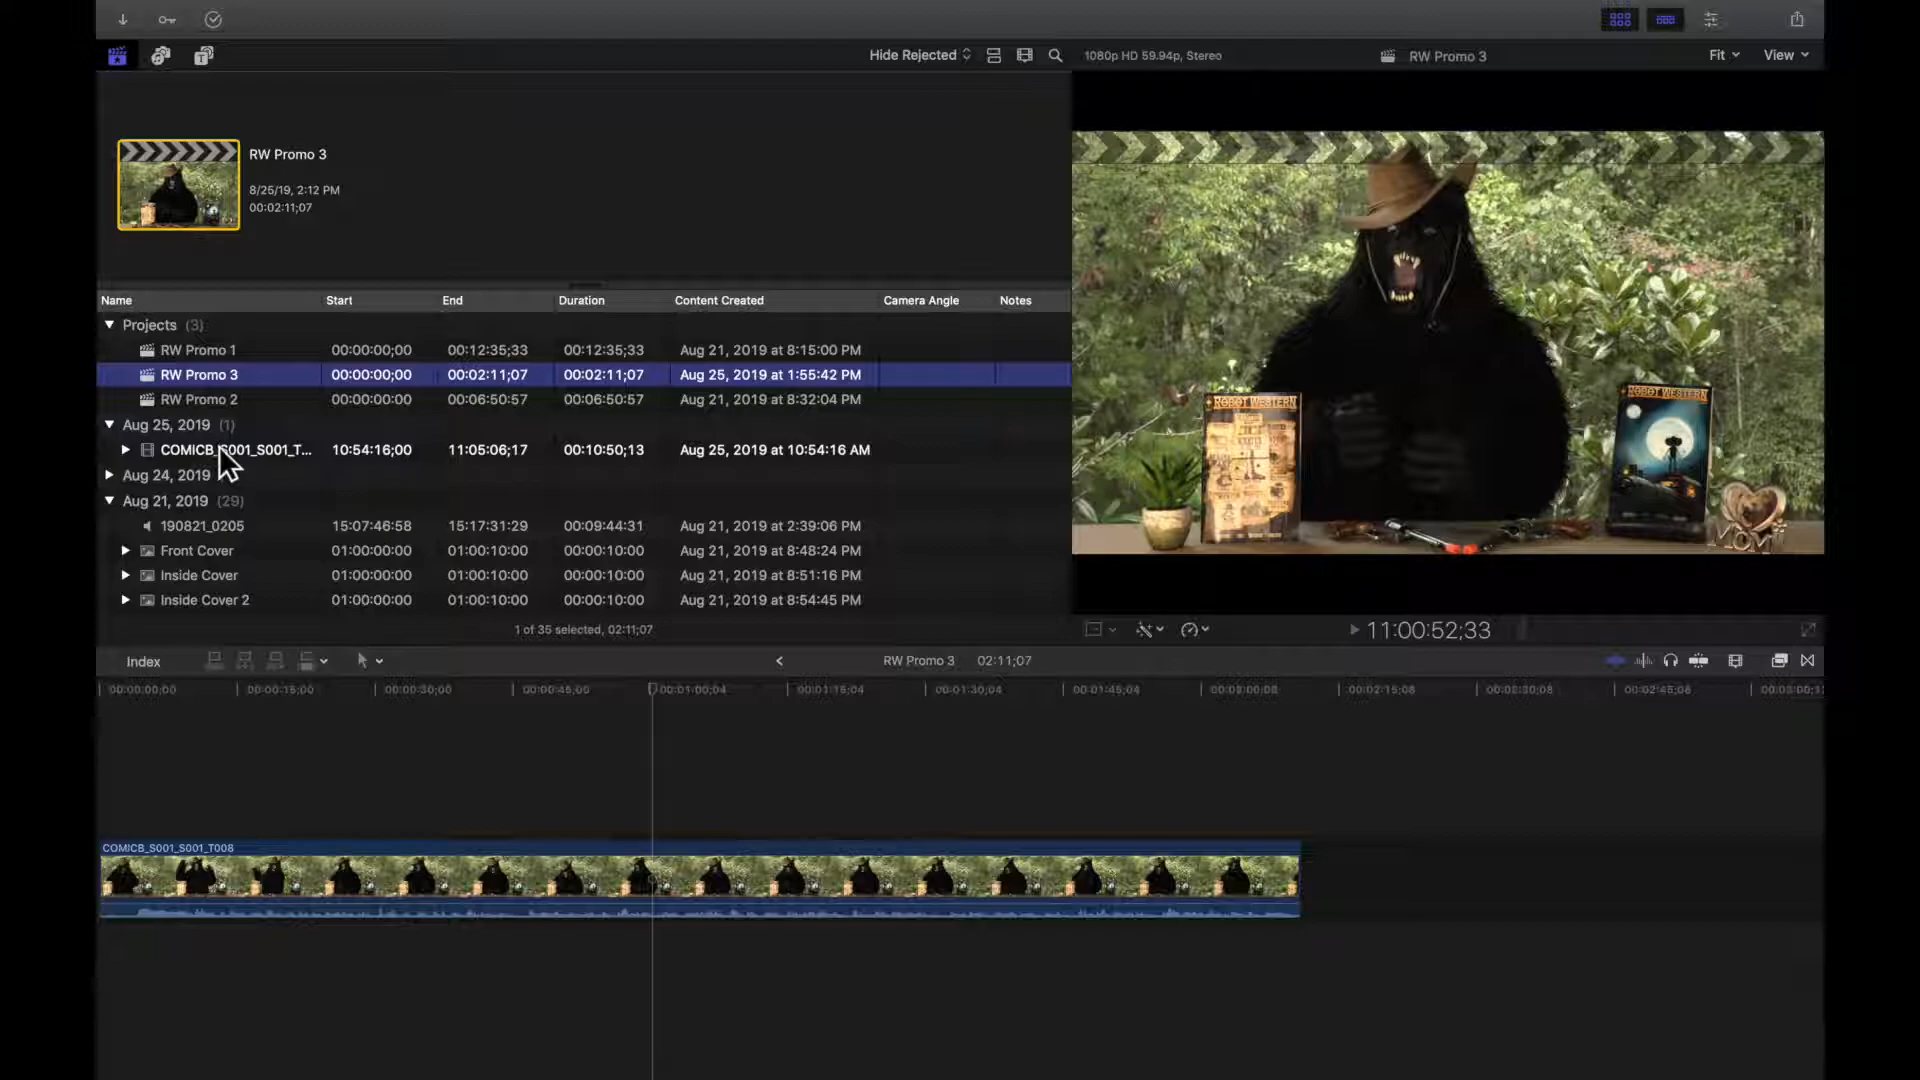 Hide Rejected
1080p HD 59.94p, Stereo
RW Promo 3
Fit
View
RW Promo 3
8/25/19, 2:12 PM
00:02:11;07
Name Start End Duration Content Created Camera Angle Notes
Projects (3)
RW Promo 1 00:00:00;00 00:12:35;33 00:12:35;33 Aug 21, 2019 at 8:15:00 PM
RW Promo 3 00:00:00;00 00:02:11;07 00:02:11;07 Aug 25, 2019 at 1:55:42 PM
RW Promo 2 00:00:00:00 00:06:50:57 00:06:50:57 Aug 21, 2019 at 8:32:04 PM
Aug 25, 2019 (1)
COMICB_S001_S001_T... 10:54:16;00 11:05:06;17 00:10:50;13 Aug 25, 2019 at 10:54:16 AM
Aug 24, 2019
Aug 21, 2019 (29)
190821_0205 15:07:46:58 15:17:31:29 00:09:44:31 Aug 21, 2019 at 2:39:06 PM
Front Cover 01:00:00:00 01:00:10:00 00:00:10:00 Aug 21, 2019 at 8:48:24 PM
Inside Cover 01:00:00:00 01:00:10:00 00:00:10:00 Aug 21, 2019 at 8:51:16 PM
Inside Cover 2 01:00:00:00 01:00:10:00 00:00:10:00 Aug 21, 2019 at 8:54:45 PM
1 of 35 selected, 02:11;07
ROBOT WESTERN
ROBOT WESTERN
MOM
11:00:52;33
Index
RW Promo 3 02:11;07
00:00:00;00 00:00:15;00 00:00:30;00 00:00:45;00 00:01:00;04 00:01:15;04 00:01:30;04 00:01:45;04 00:02:00;08 00:02:15;08 00:02:30;08 00:02:45;08
COMICB_S001_S001_T008